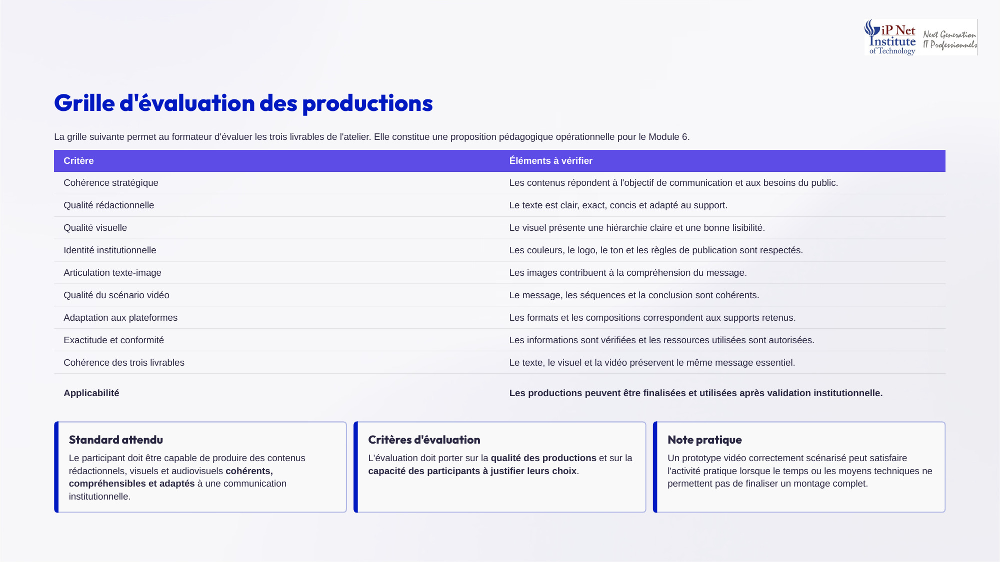 iP Net
Institute
of Technology
Next Generation
IT Professionnels
Grille d'évaluation des productions
La grille suivante permet au formateur d'évaluer les trois livrables de l'atelier. Elle constitue une proposition pédagogique opérationnelle pour le Module 6.
Critère Éléments à vérifier
Cohérence stratégique Les contenus répondent à l'objectif de communication et aux besoins du public.
Qualité rédactionnelle Le texte est clair, exact, concis et adapté au support.
Qualité visuelle Le visuel présente une hiérarchie claire et une bonne lisibilité.
Identité institutionnelle Les couleurs, le logo, le ton et les règles de publication sont respectés.
Articulation texte-image Les images contribuent à la compréhension du message.
Qualité du scénario vidéo Le message, les séquences et la conclusion sont cohérents.
Adaptation aux plateformes Les formats et les compositions correspondent aux supports retenus.
Exactitude et conformité Les informations sont vérifiées et les ressources utilisées sont autorisées.
Cohérence des trois livrables Le texte, le visuel et la vidéo préservent le même message essentiel.
Applicabilité Les productions peuvent être finalisées et utilisées après validation institutionnelle.
Standard attendu
Le participant doit être capable de produire des contenus
rédactionnels, visuels et audiovisuels cohérents,
compréhensibles et adaptés à une communication
institutionnelle.
Critères d'évaluation
L'évaluation doit porter sur la qualité des productions et sur la
capacité des participants à justifier leurs choix.
Note pratique
Un prototype vidéo correctement scénarisé peut satisfaire
l'activité pratique lorsque le temps ou les moyens techniques ne
permettent pas de finaliser un montage complet.